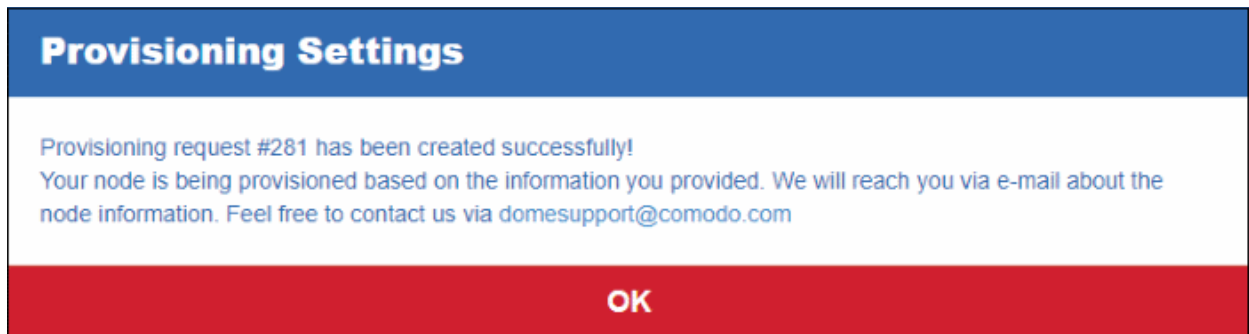 Provisioning Settings
Provisioning request #281 has been created successfully!
Your node is being provisioned based on the information you provided. We will reach you via e-mail about the
node information. Feel free to contact us via domesupport@comodo.com
OK